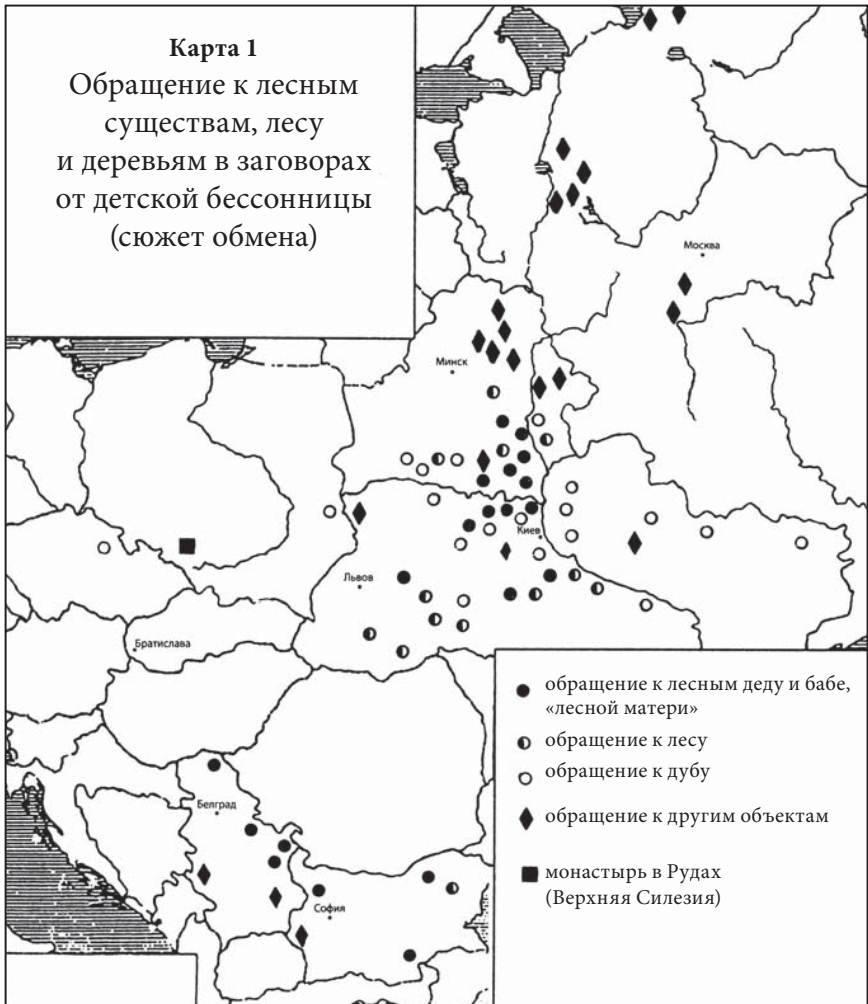 Карта 1
Обращение к лесным
существам, лесу
и деревьям в заговорах
от детской бессонницы
(сюжет обмена)
Москва
Минск
Киев
Львов
Братислава
обращение к лесным деду и бабе,
«лесной матери»
обращение к лесу
обращение к дубу
Белград
обращение к другим объектам
монастырь в Рудах
(Верхняя Силезия)
София